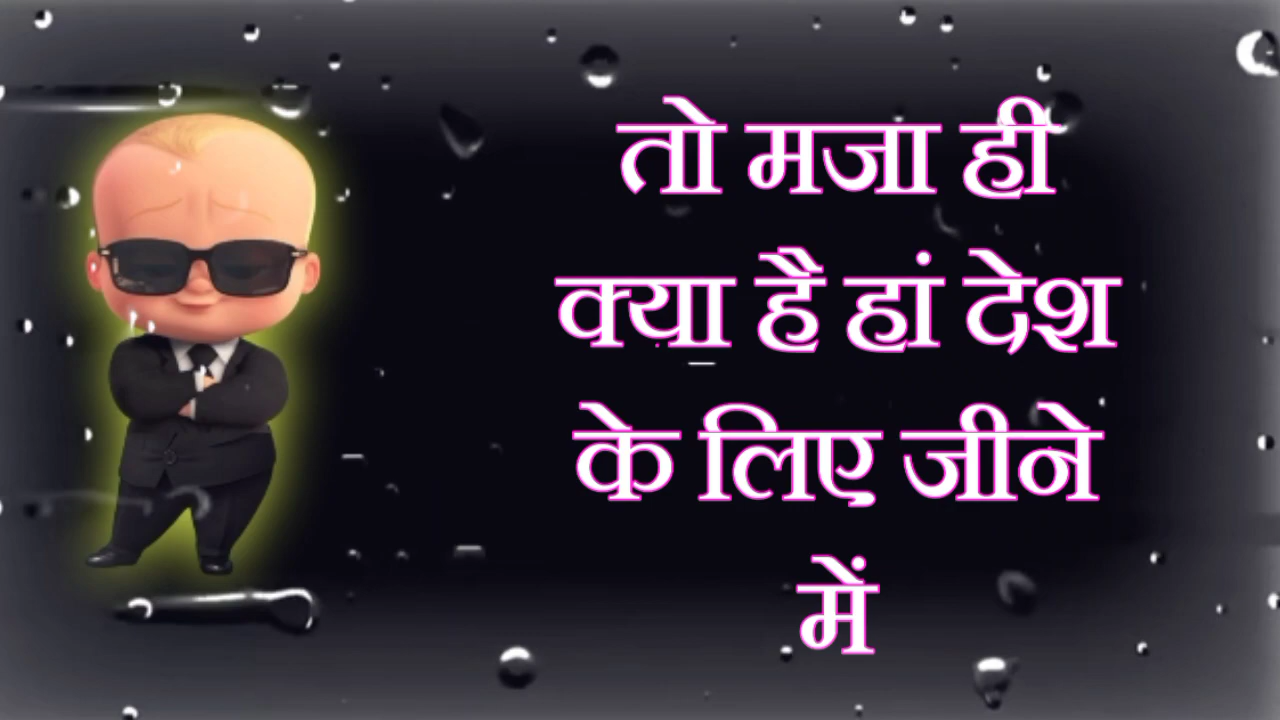 तो मजा ही
क्या है हां देश
के लिए जीने
में